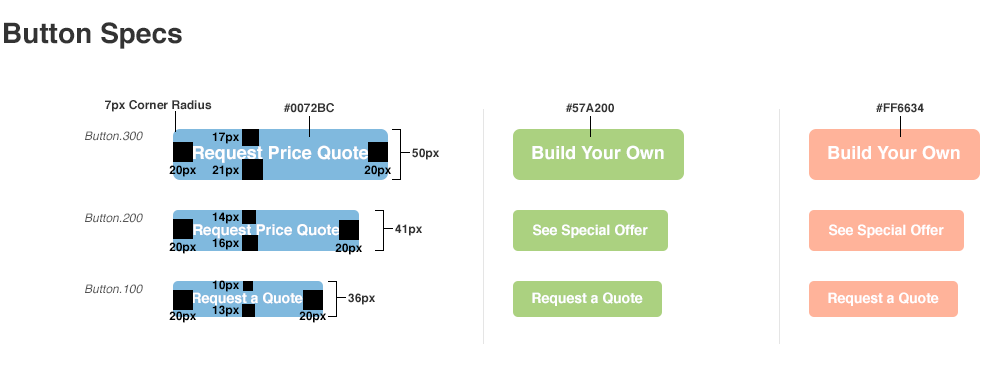 Button Specs
7px Corner Radius
#0072BC
#57A200
#FF6634
Button.300
17px
Request Price Quote
20px
21px
20px
50px
Build Your Own
Build Your Own
Button.200
14px
Request Price Quote
20px
16px
20px
41px
See Special Offer
See Special Offer
Button.100
10px
Request a Quote
20px
13px
20px
36px
Request a Quote
Request a Quote